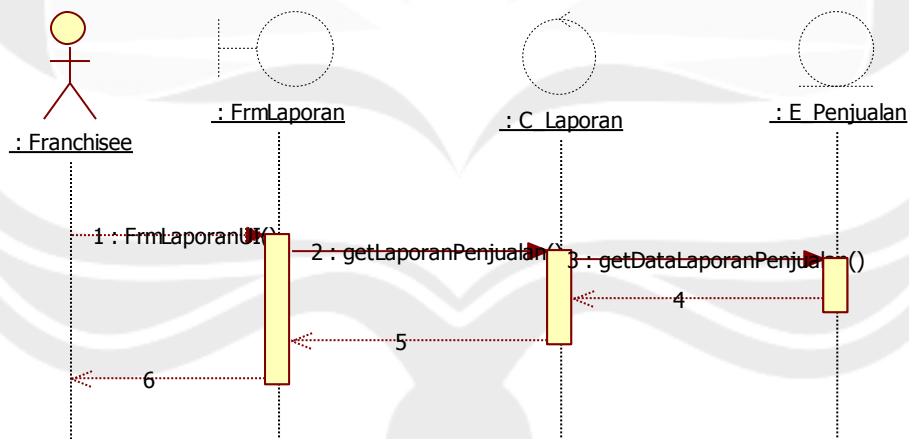 : Franchisee
: FrmLaporan
: C_Laporan
: E_Penjualan
1 : FrmLaporanUI()
2 : getLaporanPenjualan()
3 : getDataLaporanPenjualan()
4
5
6